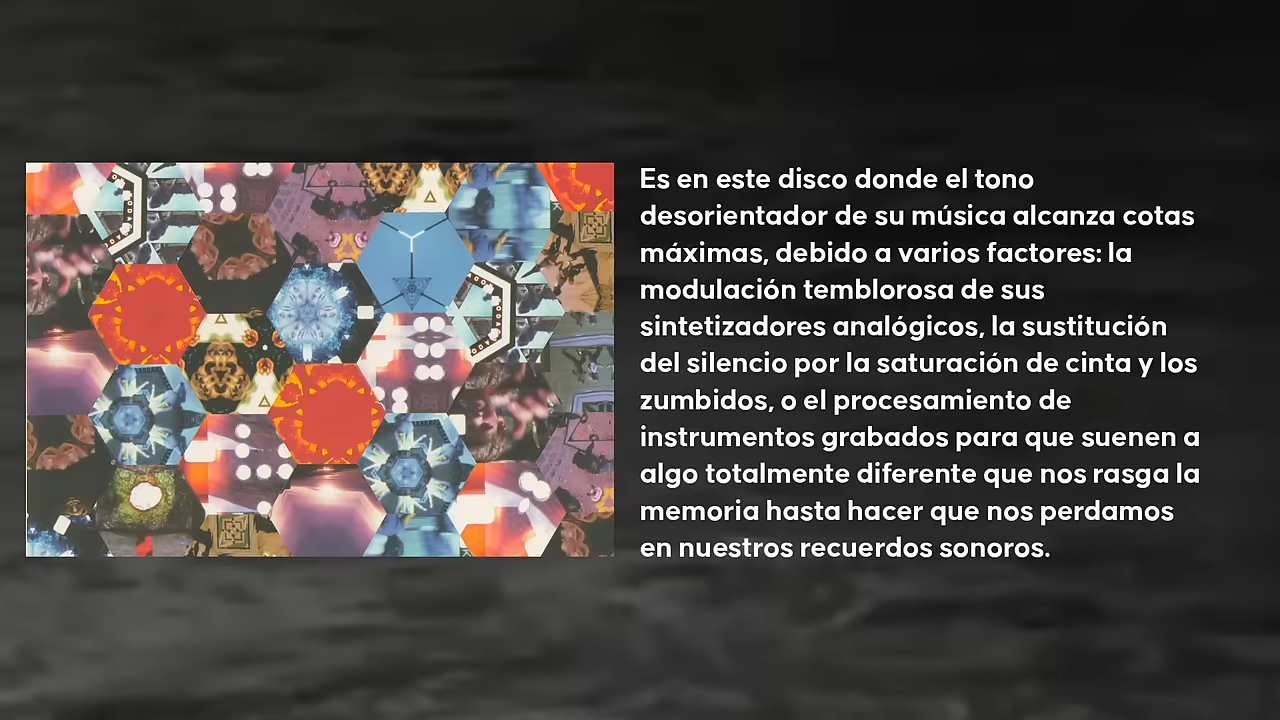 Es en este disco donde el tono
desorientador de su música alcanza cotas
máximas, debido a varios factores: la
modulación temblorosa de sus
sintetizadores analógicos, la sustitución
del silencio por la saturación de cinta y los
zumbidos, o el procesamiento de
instrumentos grabados para que suenen a
algo totalmente diferente que nos rasga la
memoria hasta hacer que nos perdamos
en nuestros recuerdos sonoros.